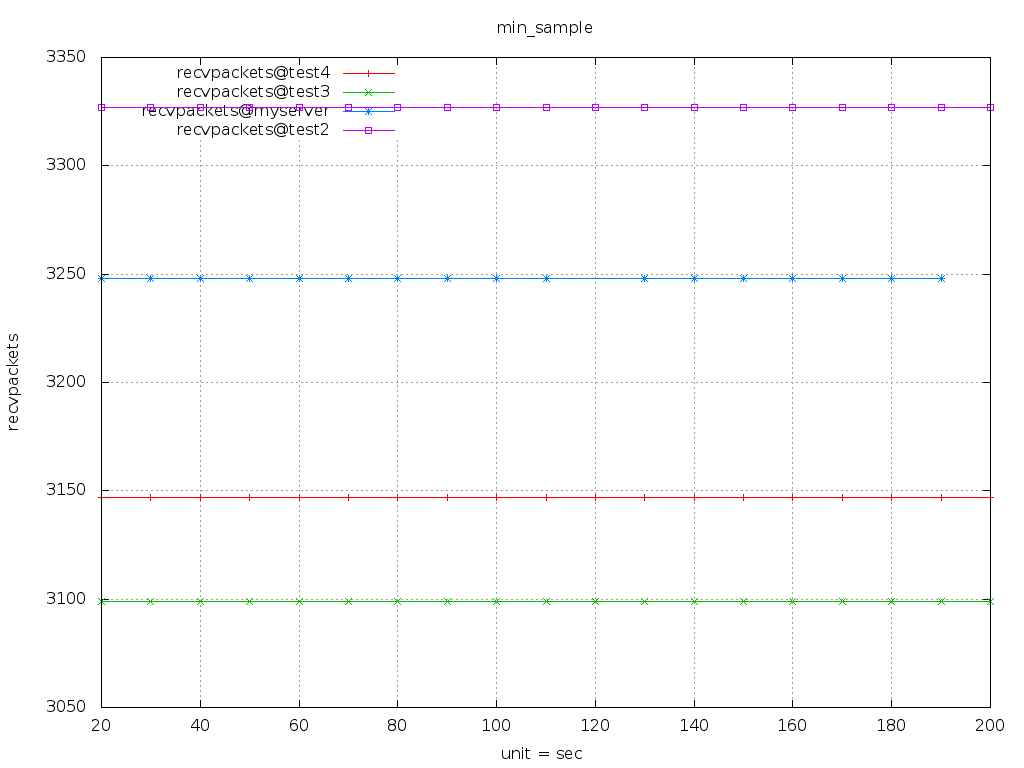 min_sample
3350
recvpackets@test4
recvpackets@test3
recvpackets@myserver
recvpackets@test2
3300
3250
3200
3150
3100
3050
recvpackets
20 40 60 80 100 120 140 160 180 200
unit = sec